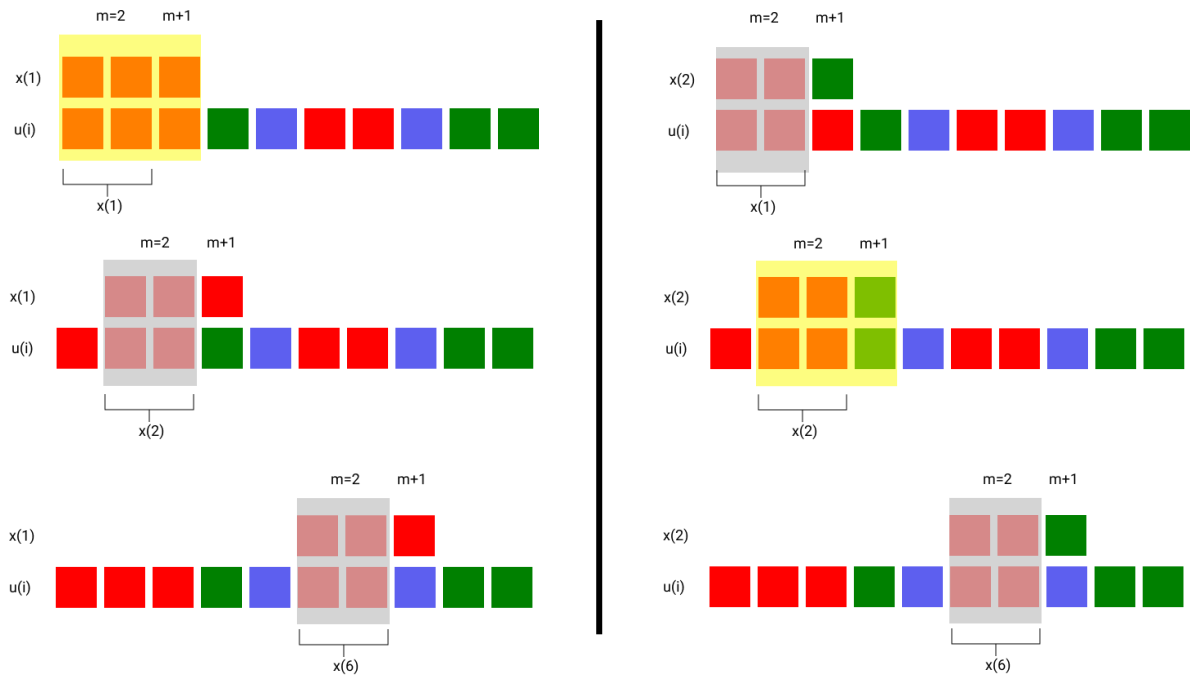 m=2 m+1
x(1)
u(i)
x(1)
m=2 m+1
x(1)
u(i)
x(2)
m=2 m+1
x(1)
u(i)
x(6)
m=2 m+1
x(2)
u(i)
x(1)
m=2 m+1
x(2)
u(i)
x(2)
m=2 m+1
x(2)
u(i)
x(6)